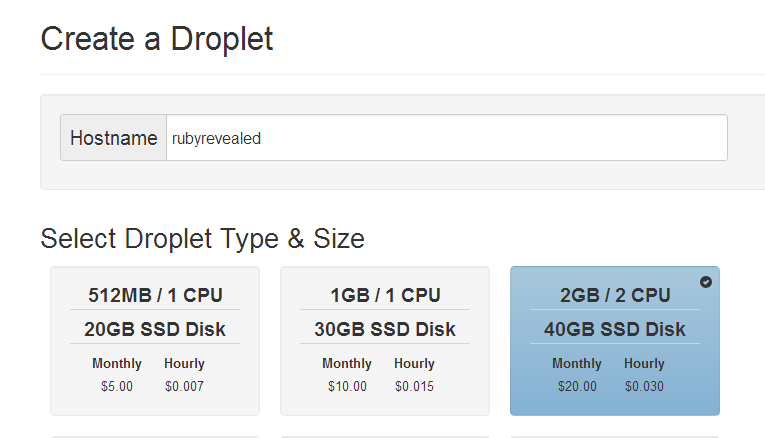 Create a Droplet
Hostname rubyrevealed
Select Droplet Type & Size
512MB / 1 CPU
20GB SSD Disk
Monthly Hourly
$5.00 $0.007
1GB / 1 CPU
30GB SSD Disk
Monthly Hourly
$10.00 $0.015
2GB / 2 CPU
40GB SSD Disk
Monthly Hourly
$20.00 $0.030